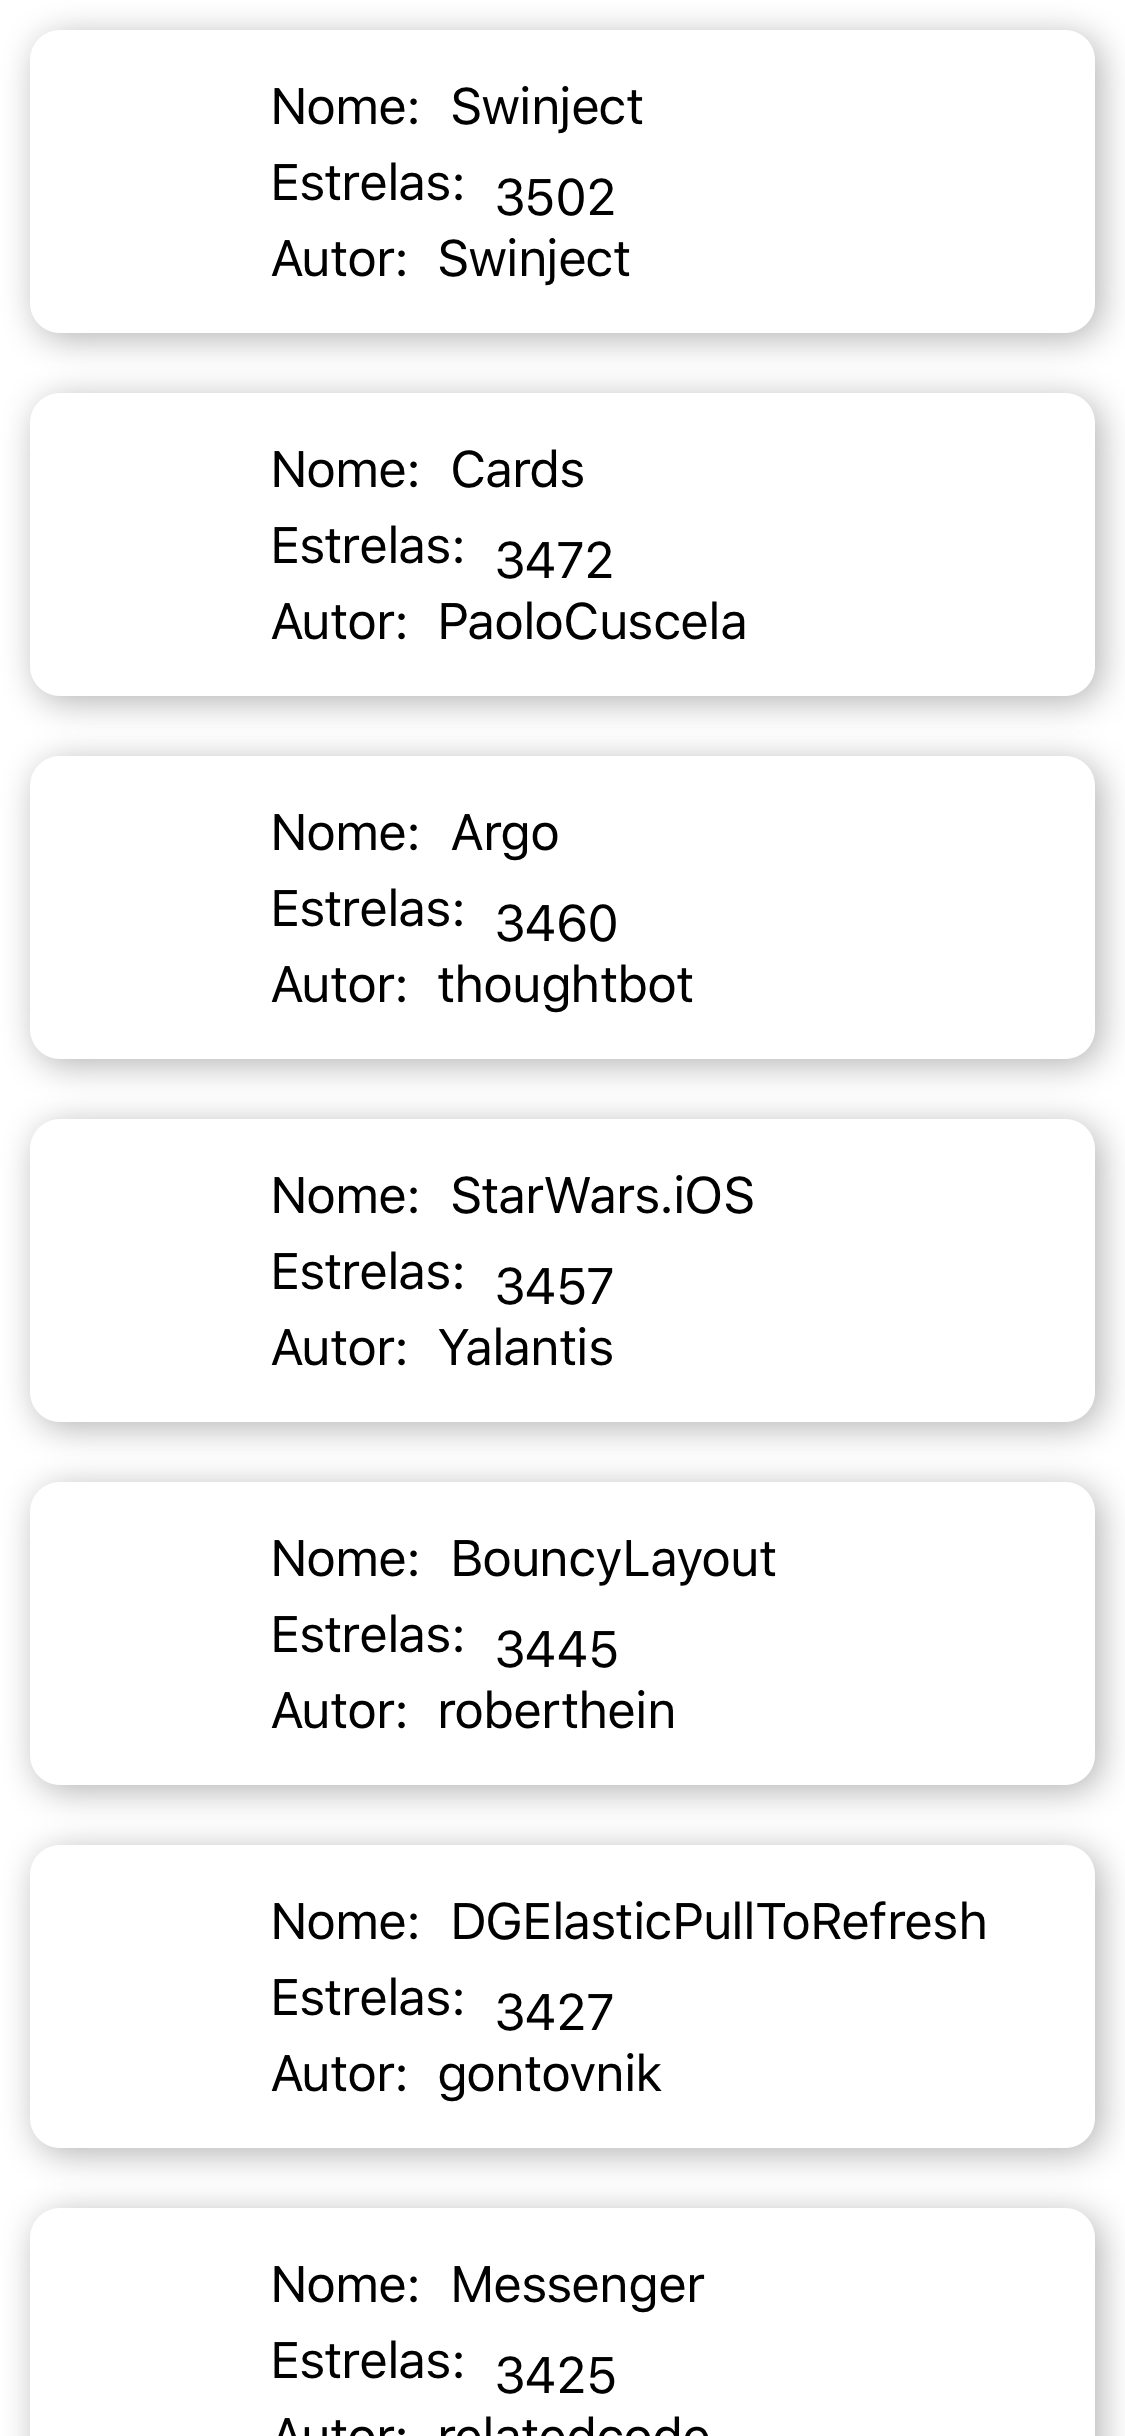 Nome: Swinject
Estrelas: 3502
Autor: Swinject
Nome: Cards
Estrelas: 3472
Autor: PaoloCuscela
Nome: Argo
Estrelas: 3460
Autor: thoughtbot
Nome: StarWars.iOS
Estrelas: 3457
Autor: Yalantis
Nome: BouncyLayout
Estrelas: 3445
Autor: roberthein
Nome: DGElasticPullToRefresh
Estrelas: 3427
Autor: gontovnik
Nome: Messenger
Estrelas: 3425
Autor: relatedcode